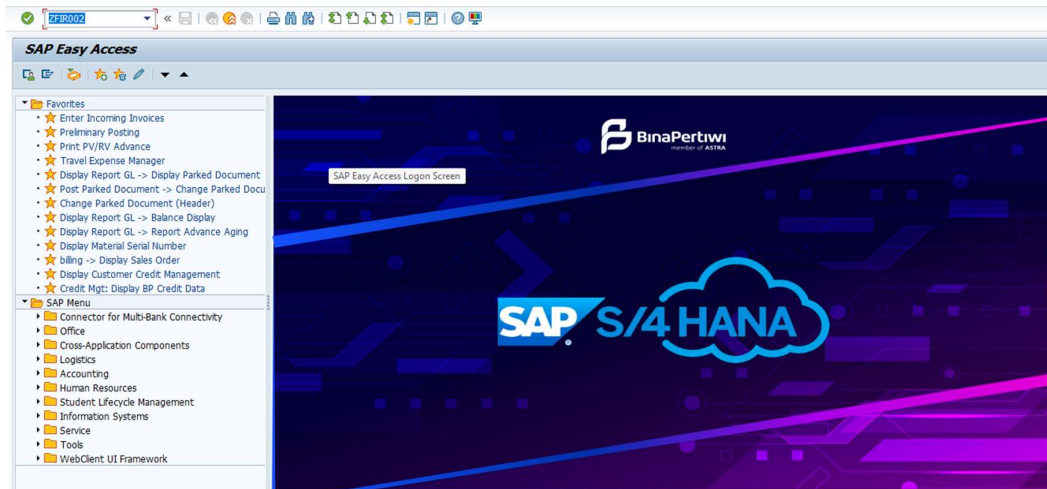 ZFIR002
SAP Easy Access
Favorites
Enter Incoming Invoices
Preliminary Posting
Print PV/RV Advance
Travel Expense Manager
Display Report GL -> Display Parked Document
Post Parked Document -> Change Parked Docu
Change Parked Document (Header)
Display Report GL -> Balance Display
Display Report GL -> Report Advance Aging
Display Material Serial Number
billing -> Display Sales Order
Display Customer Credit Management
Credit Mgt: Display BP Credit Data
SAP Menu
Connector for Multi-Bank Connectivity
Office
Cross-Application Components
Logistics
Accounting
Human Resources
Student Lifecycle Management
Information Systems
Service
Tools
WebClient UI Framework
BINAPERTIWI
member of ASTRA
SAP Easy Access Logon Screen
SAP S/4 HANA